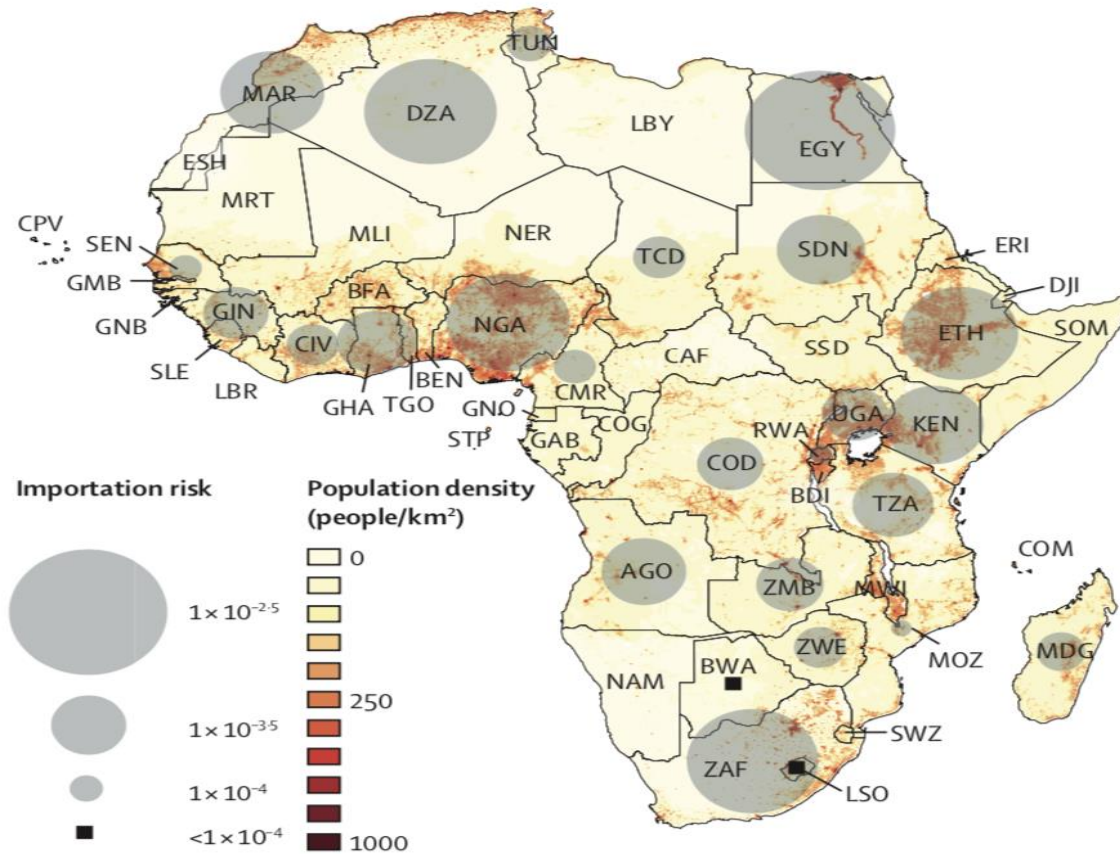 TUN
MAR
DZA
LBY
EGY
ESH
MRT
CPV
MLI
NER
SEN
TCD
SDN
ERI
GMB
DJI
BFA
GIN
GNB
NGA
ETH
SOM
CIV
SSD
CAF
SLE
BEN
LBR
CMR
GHA
TGO
GNQ
UGA
KEN
COG
STP
RWA
GAB
COD
Importation risk
Population density
(people/km²)
BDI
TZA
0
COM
AGO
ZMB
MWI
1×10⁻²·⁵
ZWE
MOZ
MDG
BWA
NAM
250
1×10⁻³·⁵
SWZ
ZAF
1×10⁻⁴
LSO
<1×10⁻⁴
1000